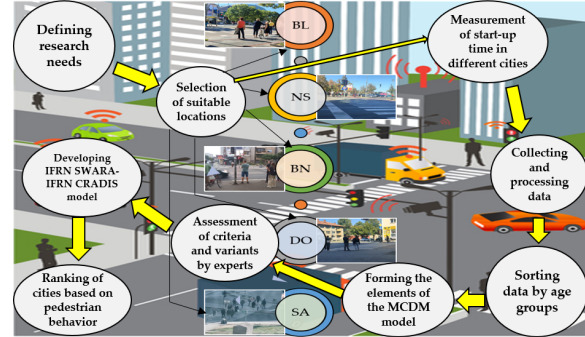 Defining
research
needs
Selection
of suitable
locations
BL
NS
BN
DO
SA
Measurement
of start-up
time in
different cities
Collecting
and
processing
data
Sorting
data by age
groups
Forming the
elements of
the MCDM
model
Assessment
of criteria
and variants
by experts
Developing
IFRN SWARA-
IFRN CRADIS
model
Ranking of
cities based on
pedestrian
behavior